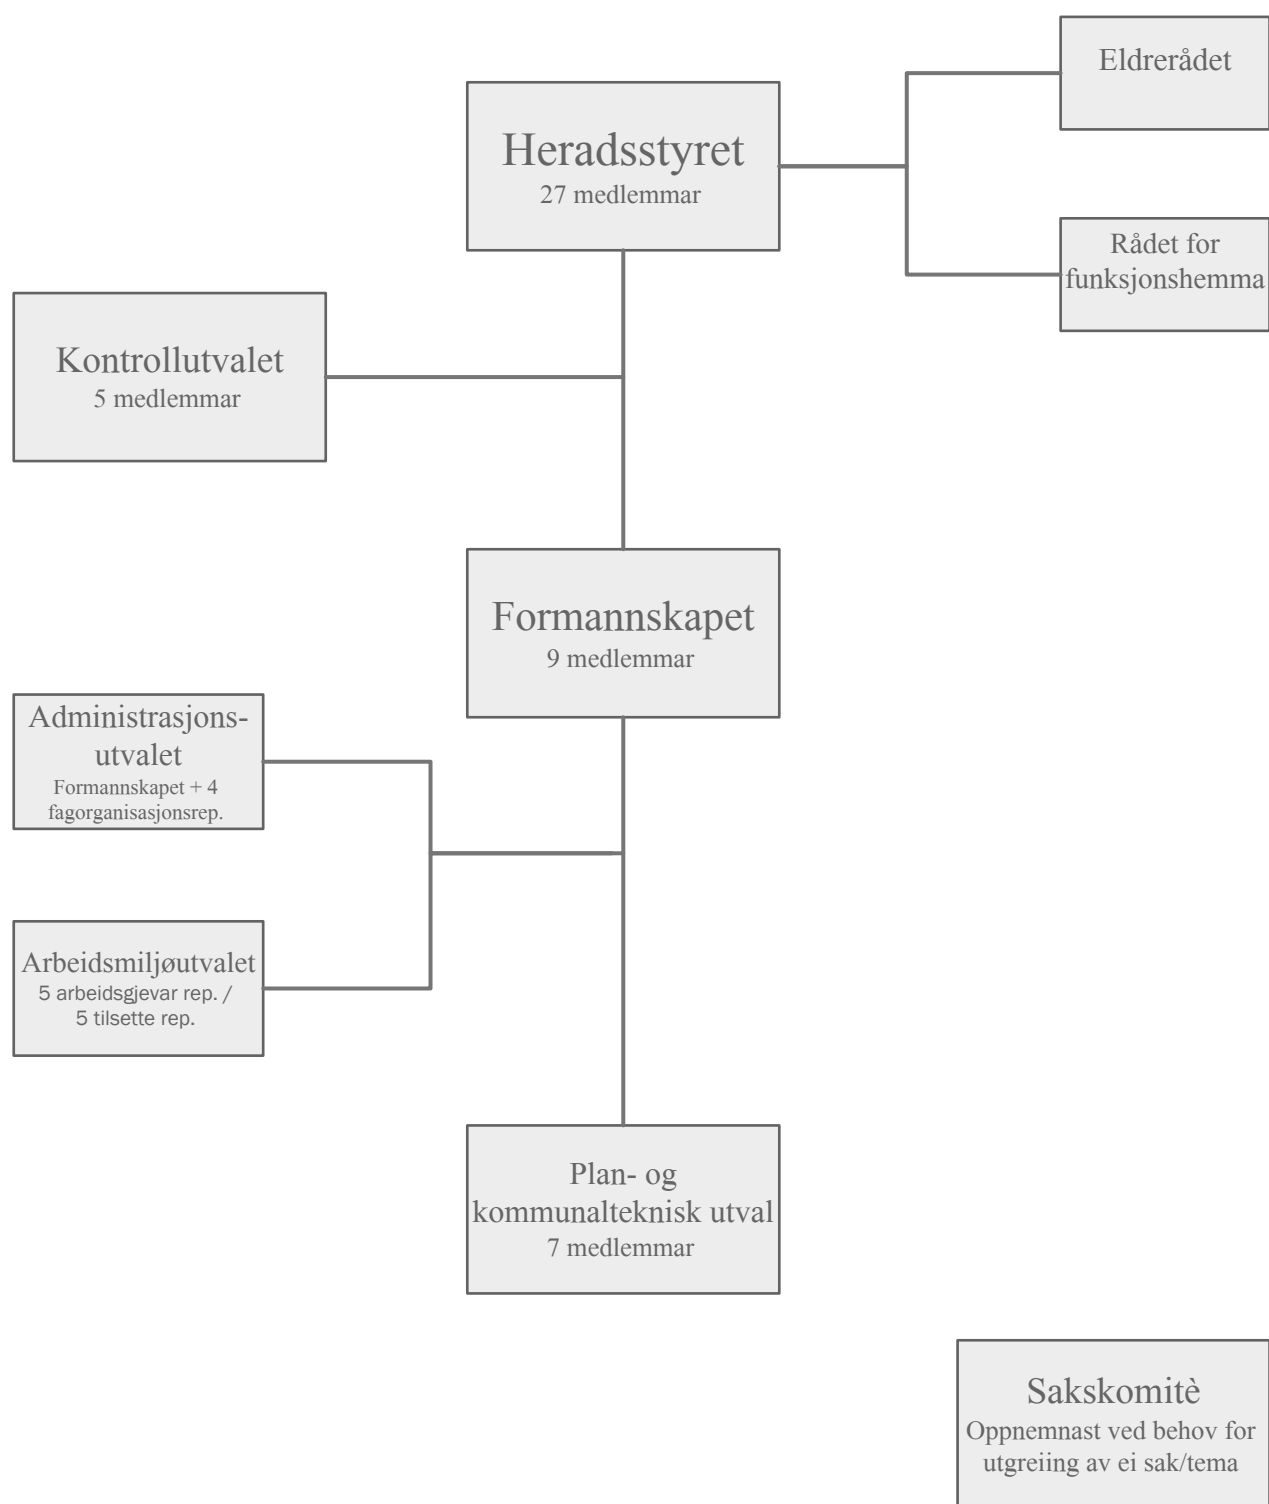 Eldrerådet
Heradsstyret
27 medlemmar
Rådet for
funksjonshemma
Kontrollutvalet
5 medlemmar
Formannskapet
9 medlemmar
Administrasjons-
utvalet
Formannskapet + 4
fagorganisasjonsrep.
Arbeidsmiljøutvalet
5 arbeidsgjevar rep. /
5 tilsette rep.
Plan- og
kommunalteknisk utval
7 medlemmar
Sakskomitè
Oppnemnast ved behov for
utgreiing av ei sak/tema